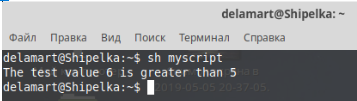 delamart@Shipelka: ~
Файл Правка Вид Поиск Терминал Справка
delamart@Shipelka:~$ sh myscript
The test value 6 is greater than 5
delamart@Shipelka:~$